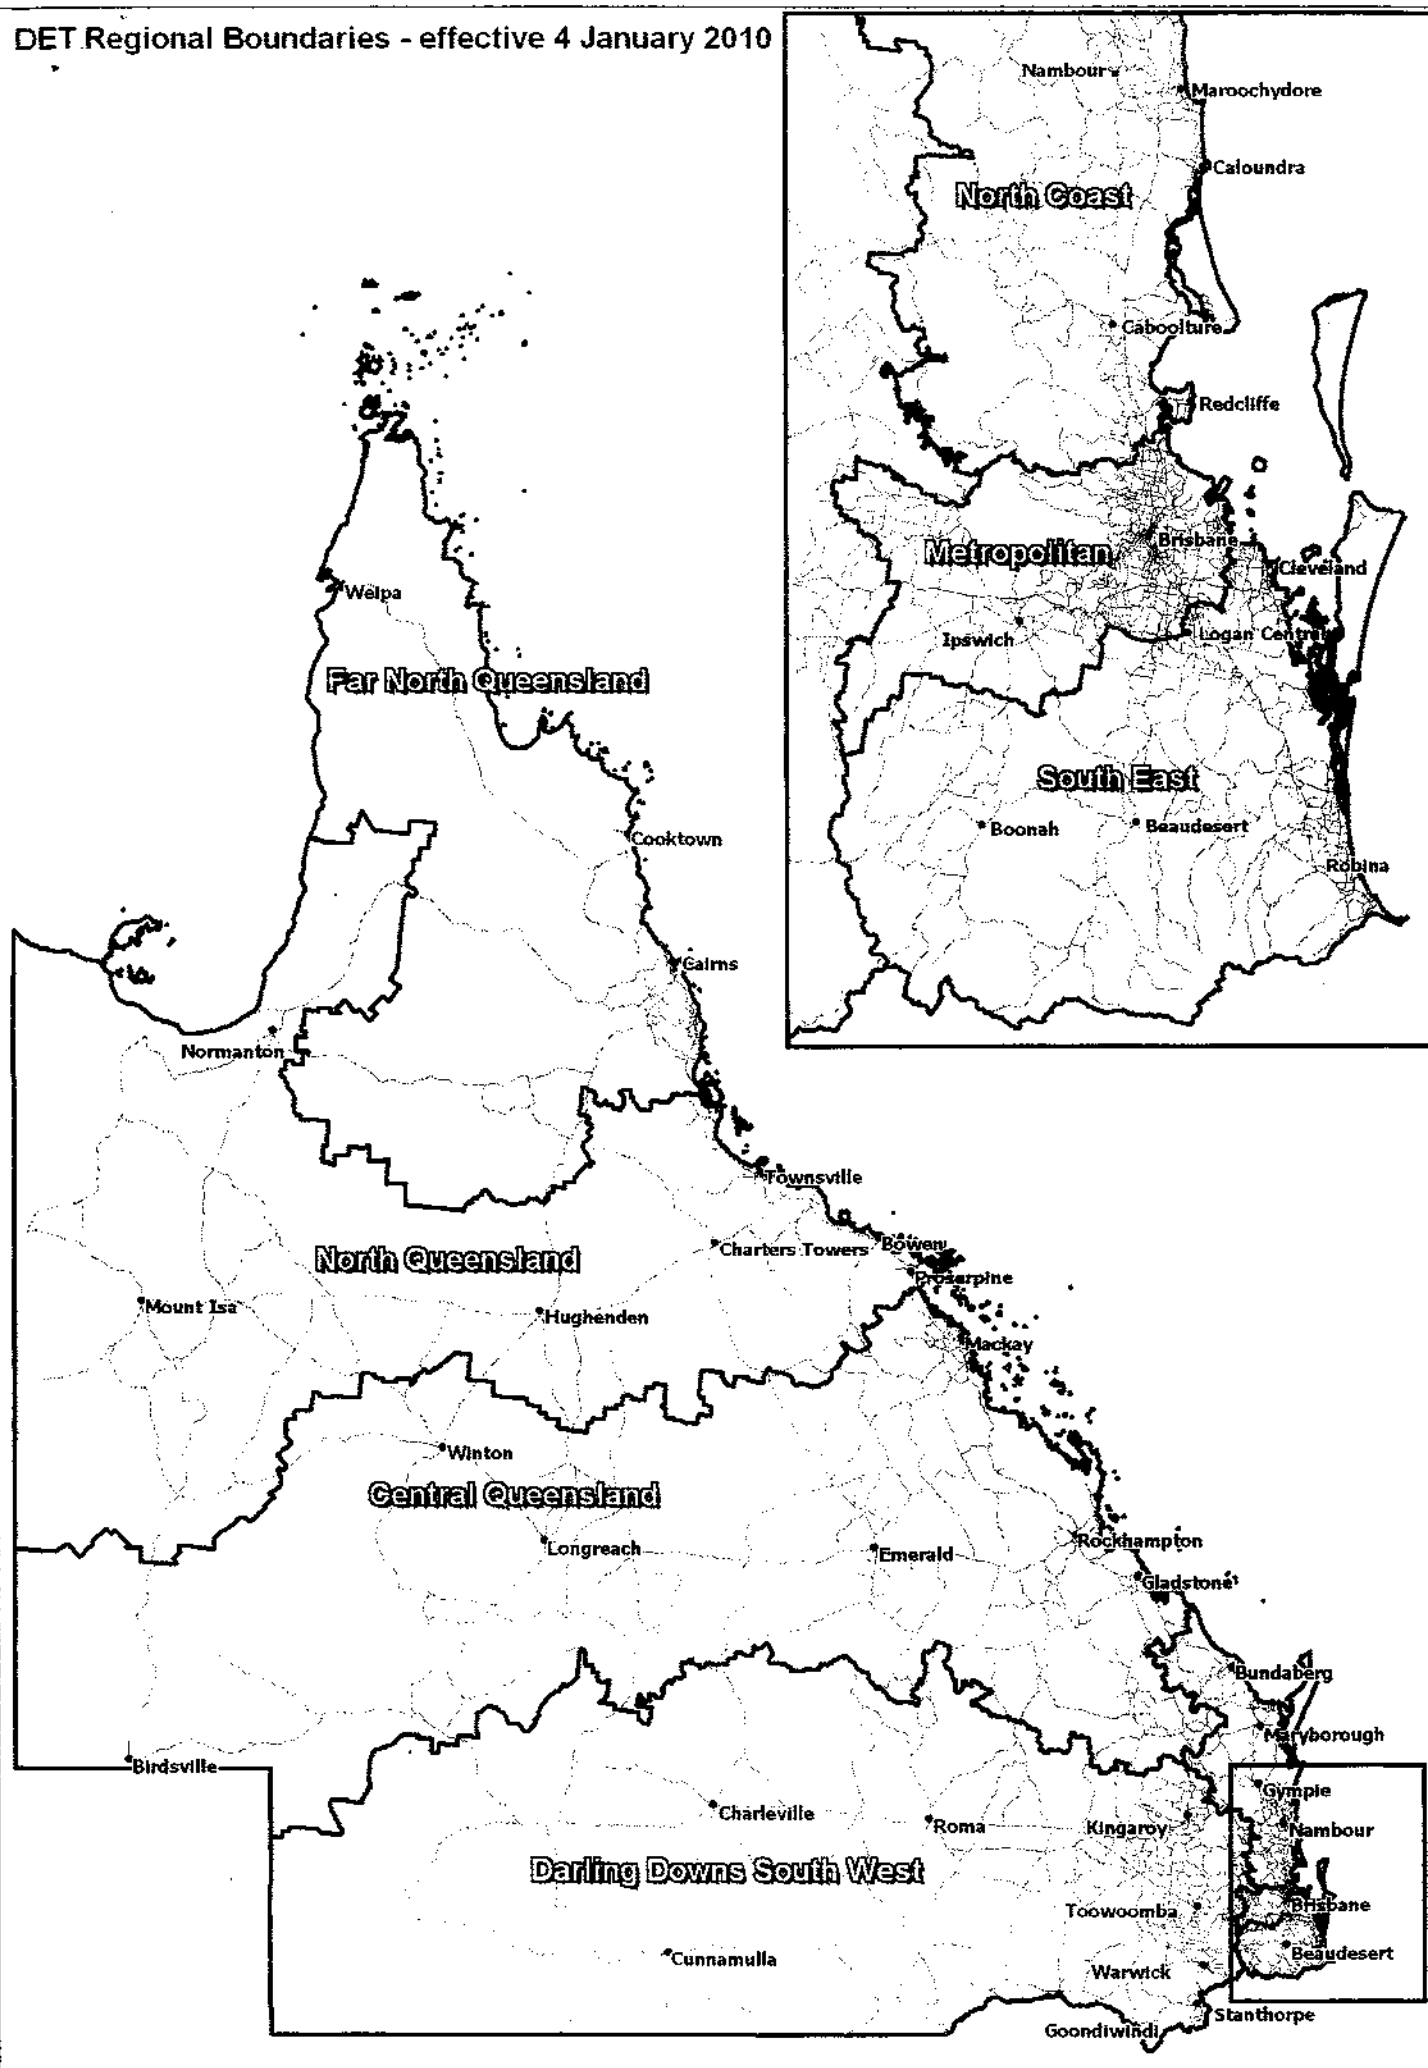 DET Regional Boundaries - effective 4 January 2010
Nambour
Maroochydore
Caloundra
North Coast
Caboolture
Redcliffe
Brisbane
Metropolitan
Cleveland
Logan Central
Ipswich
South East
Boonah
Beaudesert
Robina
Weipa
Far North Queensland
Cooktown
Cairns
Normanton
Townsville
Charters Towers
Bowen
North Queensland
Proserpine
Mount Isa
Hughenden
Mackay
Winton
Central Queensland
Longreach
Emerald
Rockhampton
Gladstone
Bundaberg
Maryborough
Birdsville
Gympie
Charleville
Roma
Kingaroy
Nambour
Darling Downs South West
Toowoomba
Brisbane
Cunnamulla
Beaudesert
Warwick
Stanthorpe
Goondiwindi